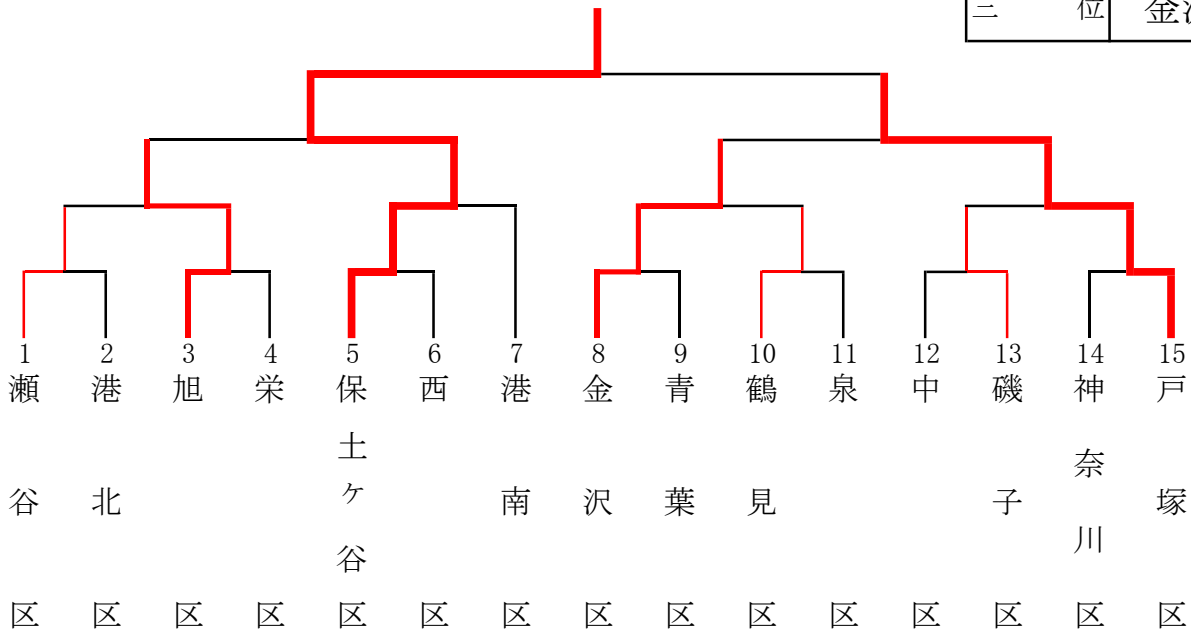 三位 金沢
1 瀬谷区
2 港北区
3 旭区
4 栄区
5 保土ケ谷区
6 西区
7 港南区
8 金沢区
9 青葉区
10 鶴見区
11 泉区
12 中区
13 磯子区
14 神奈川区
15 戸塚区